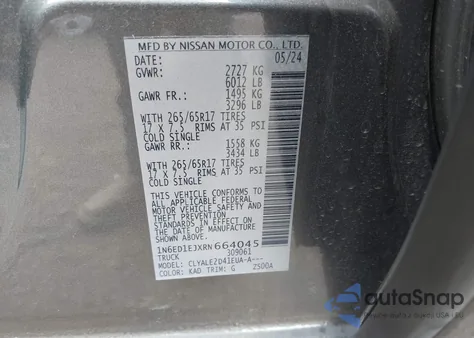 MFD BY NISSAN MOTOR CO., LTD.
DATE: 05/24
GVWR: 2727 KG
6012 LB
GAWR FR.: 1495 KG
3296 LB
WITH 265/65R17 TIRES
17 X 7.5 RIMS AT 35 PSI
COLD SINGLE
GAWR RR.: 1558 KG
3434 LB
WITH 265/65R17 TIRES
17 X 7.5 RIMS AT 35 PSI
COLD SINGLE
THIS VEHICLE CONFORMS TO
ALL APPLICABLE FEDERAL
MOTOR VEHICLE SAFETY AND
THEFT PREVENTION
STANDARDS IN EFFECT ON
THE DATE OF MANUFACTURE
SHOWN ABOVE.
1N6ED1EJXRN664045
TRUCK 309061
MODEL: CLYALE2D41EUA-A---
COLOR: KAD TRIM: G 2500A
autaSnap